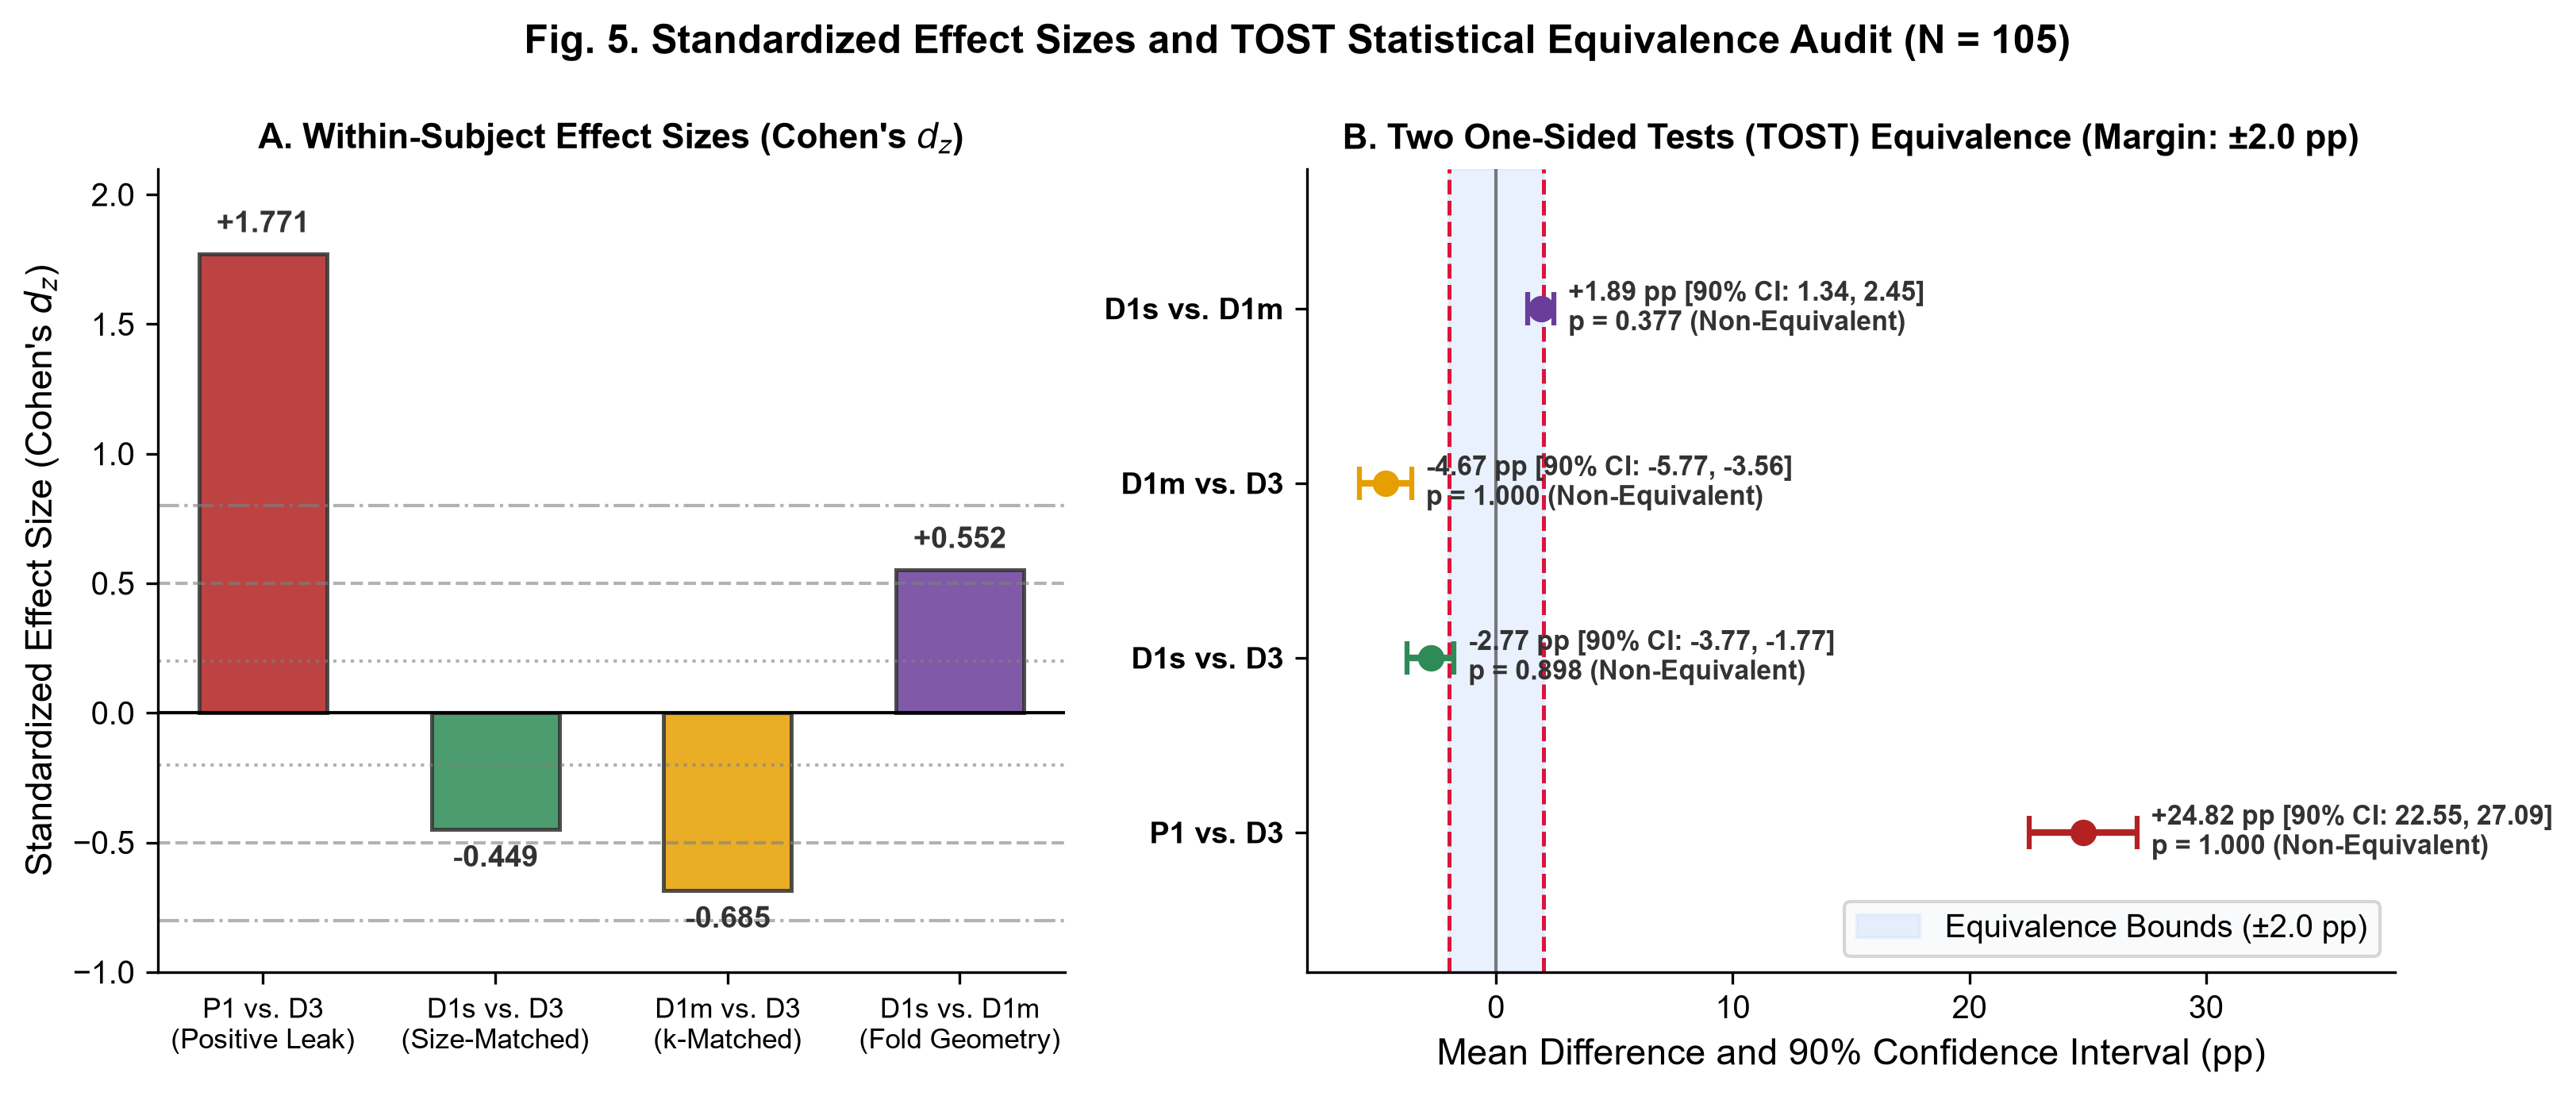 Fig. 5. Standardized Effect Sizes and TOST Statistical Equivalence Audit (N = 105)
A. Within-Subject Effect Sizes (Cohen's d_z)
Standardized Effect Size (Cohen's d_z)
2.0
1.5
1.0
0.5
0.0
−0.5
−1.0
+1.771
-0.449
-0.685
+0.552
P1 vs. D3
(Positive Leak)
D1s vs. D3
(Size-Matched)
D1m vs. D3
(k-Matched)
D1s vs. D1m
(Fold Geometry)
B. Two One-Sided Tests (TOST) Equivalence (Margin: ±2.0 pp)
D1s vs. D1m
+1.89 pp [90% CI: 1.34, 2.45]
p = 0.377 (Non-Equivalent)
D1m vs. D3
-4.67 pp [90% CI: -5.77, -3.56]
p = 1.000 (Non-Equivalent)
D1s vs. D3
-2.77 pp [90% CI: -3.77, -1.77]
p = 0.898 (Non-Equivalent)
P1 vs. D3
+24.82 pp [90% CI: 22.55, 27.09]
p = 1.000 (Non-Equivalent)
Equivalence Bounds (±2.0 pp)
0
10
20
30
Mean Difference and 90% Confidence Interval (pp)